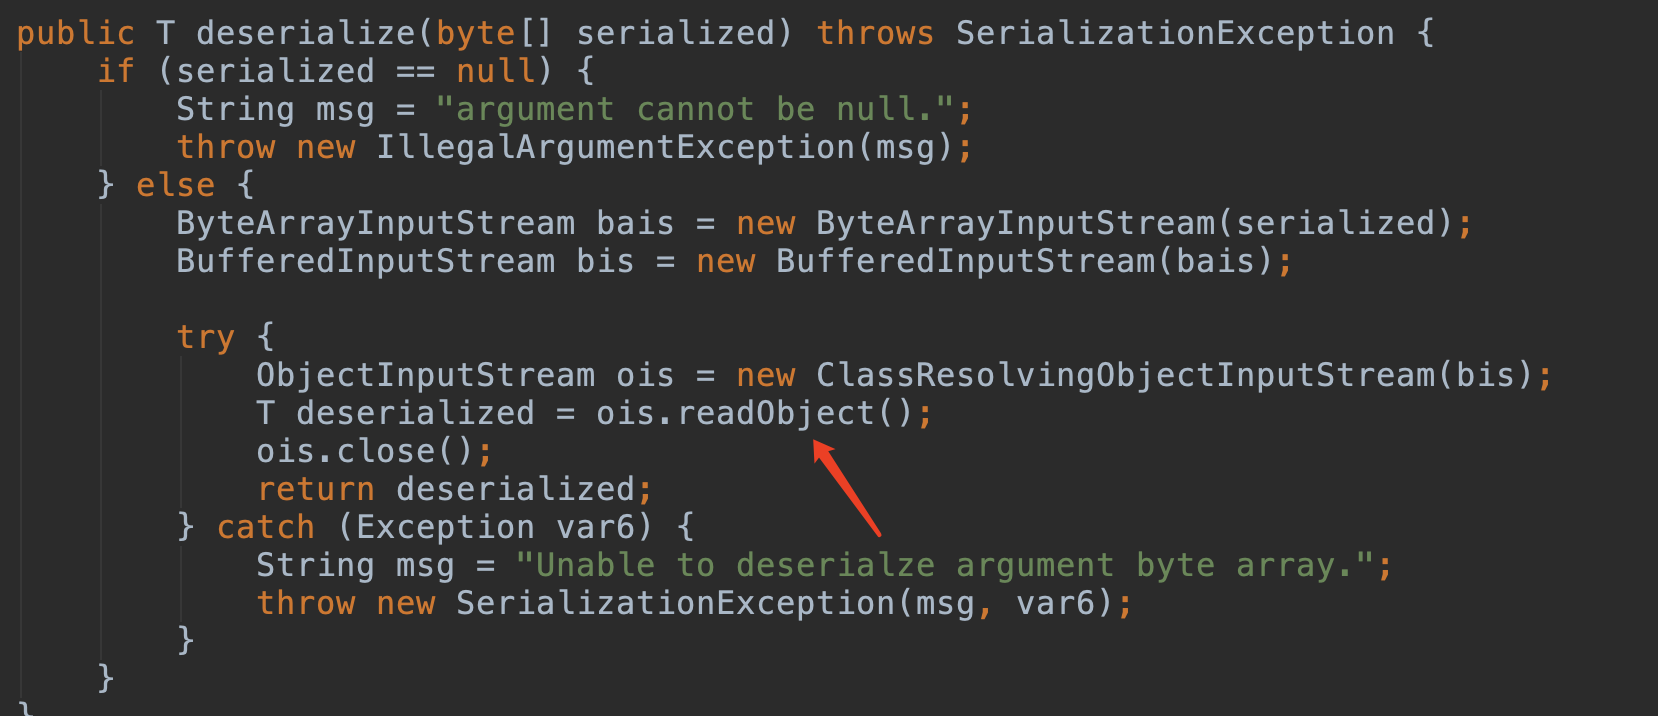 public T deserialize(byte[] serialized) throws SerializationException {
    if (serialized == null) {
        String msg = "argument cannot be null.";
        throw new IllegalArgumentException(msg);
    } else {
        ByteArrayInputStream bais = new ByteArrayInputStream(serialized);
        BufferedInputStream bis = new BufferedInputStream(bais);

        try {
            ObjectInputStream ois = new ClassResolvingObjectInputStream(bis);
            T deserialized = ois.readObject();
            ois.close();
            return deserialized;
        } catch (Exception var6) {
            String msg = "Unable to deserialze argument byte array.";
            throw new SerializationException(msg, var6);
        }
    }
}